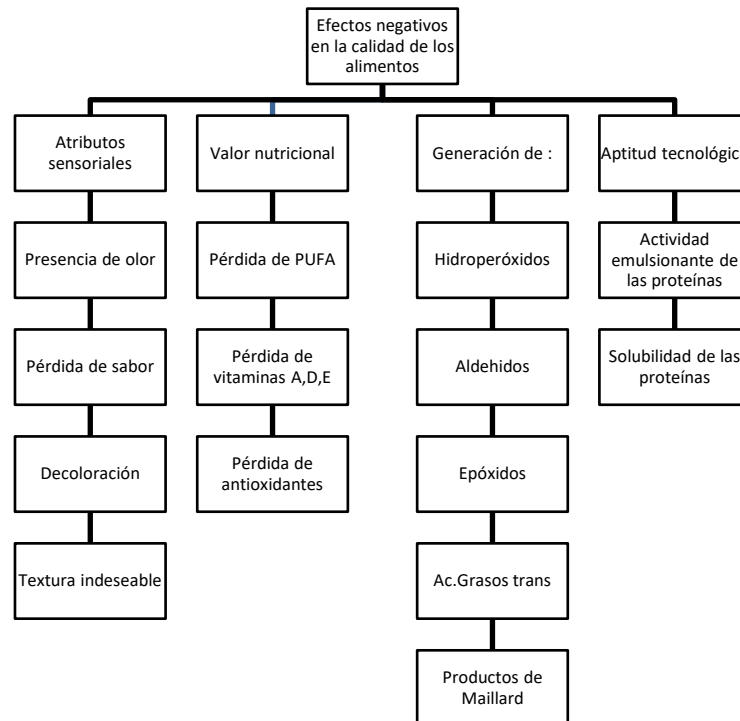 Efectos negativos
en la calidad de los
alimentos
Atributos
sensoriales
Presencia de olor
Pérdida de sabor
Decoloración
Textura indeseable
Valor nutricional
Pérdida de PUFA
Pérdida de
vitaminas A,D,E
Pérdida de
antioxidantes
Generación de :
Hidroperóxidos
Aldehidos
Epóxidos
Ac.Grasos trans
Productos de
Maillard
Aptitud tecnológic
Actividad
emulsionante de
las proteínas
Solubilidad de las
proteínas